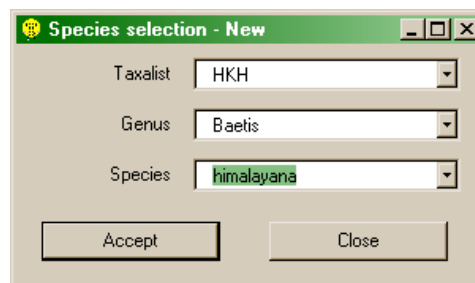 Species selection - New
Taxalist HKH
Genus Baetis
Species himalayana
Accept Close